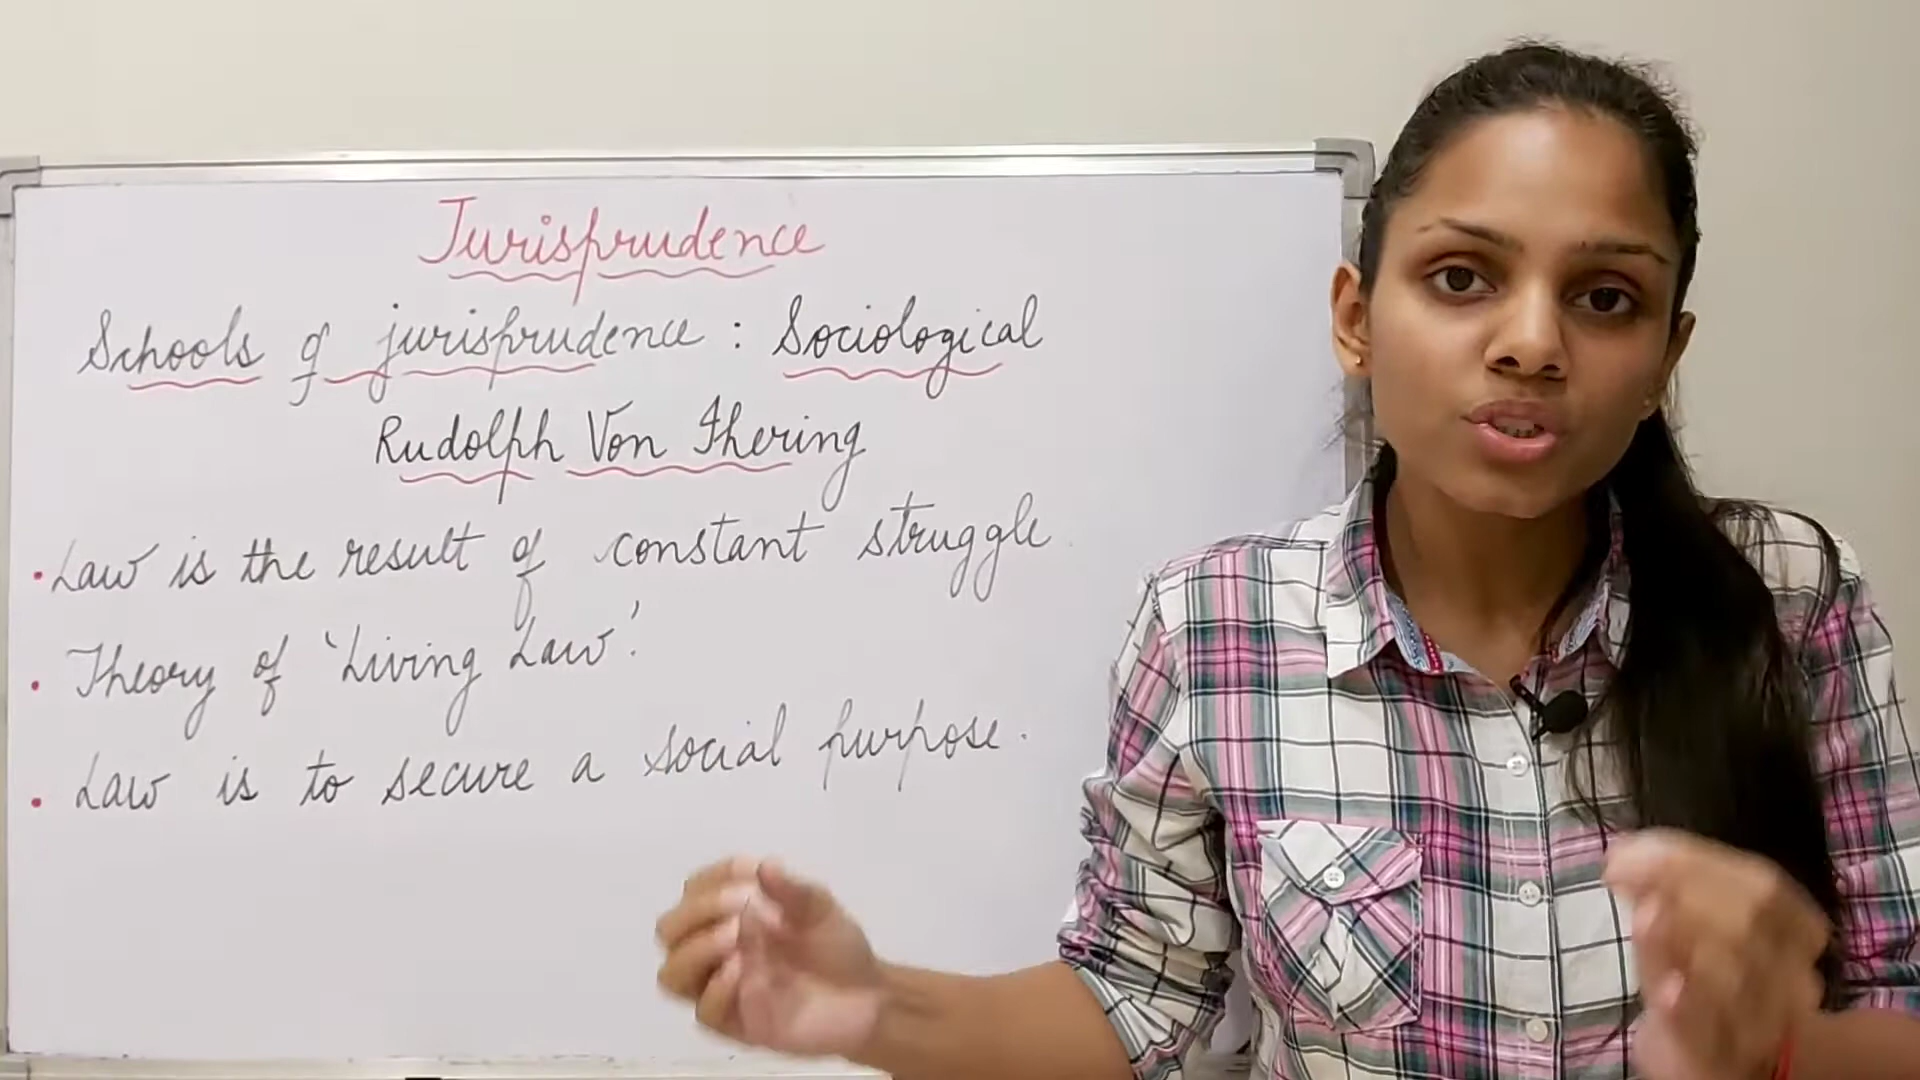 Jurisprudence
Schools of jurisprudence : Sociological
Rudolph Von Ihering
• Law is the result of constant struggle.
• Theory of 'Living Law'.
• Law is to secure a social purpose.